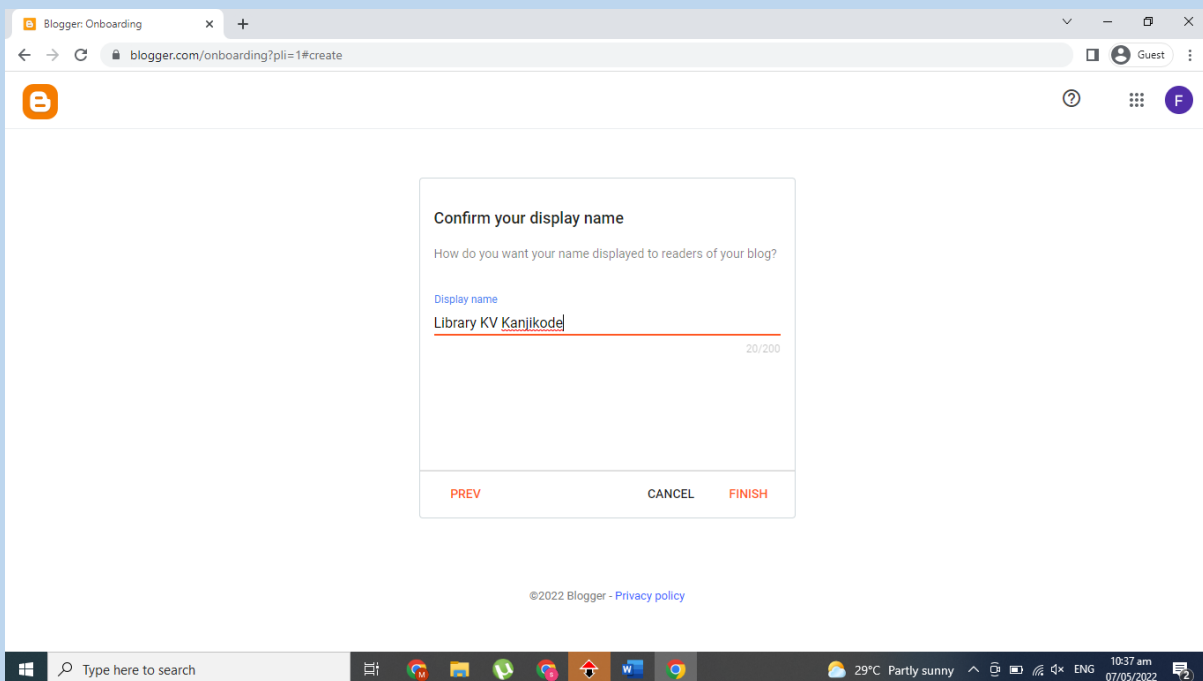 Blogger: Onboarding
blogger.com/onboarding?pli=1#create
Guest
F
Confirm your display name
How do you want your name displayed to readers of your blog?
Display name
Library KV Kanjikode
20/200
PREV CANCEL FINISH
©2022 Blogger - Privacy policy
Type here to search
M
S
W
29°C Partly sunny
ENG
10:37 am
07/05/2022
2